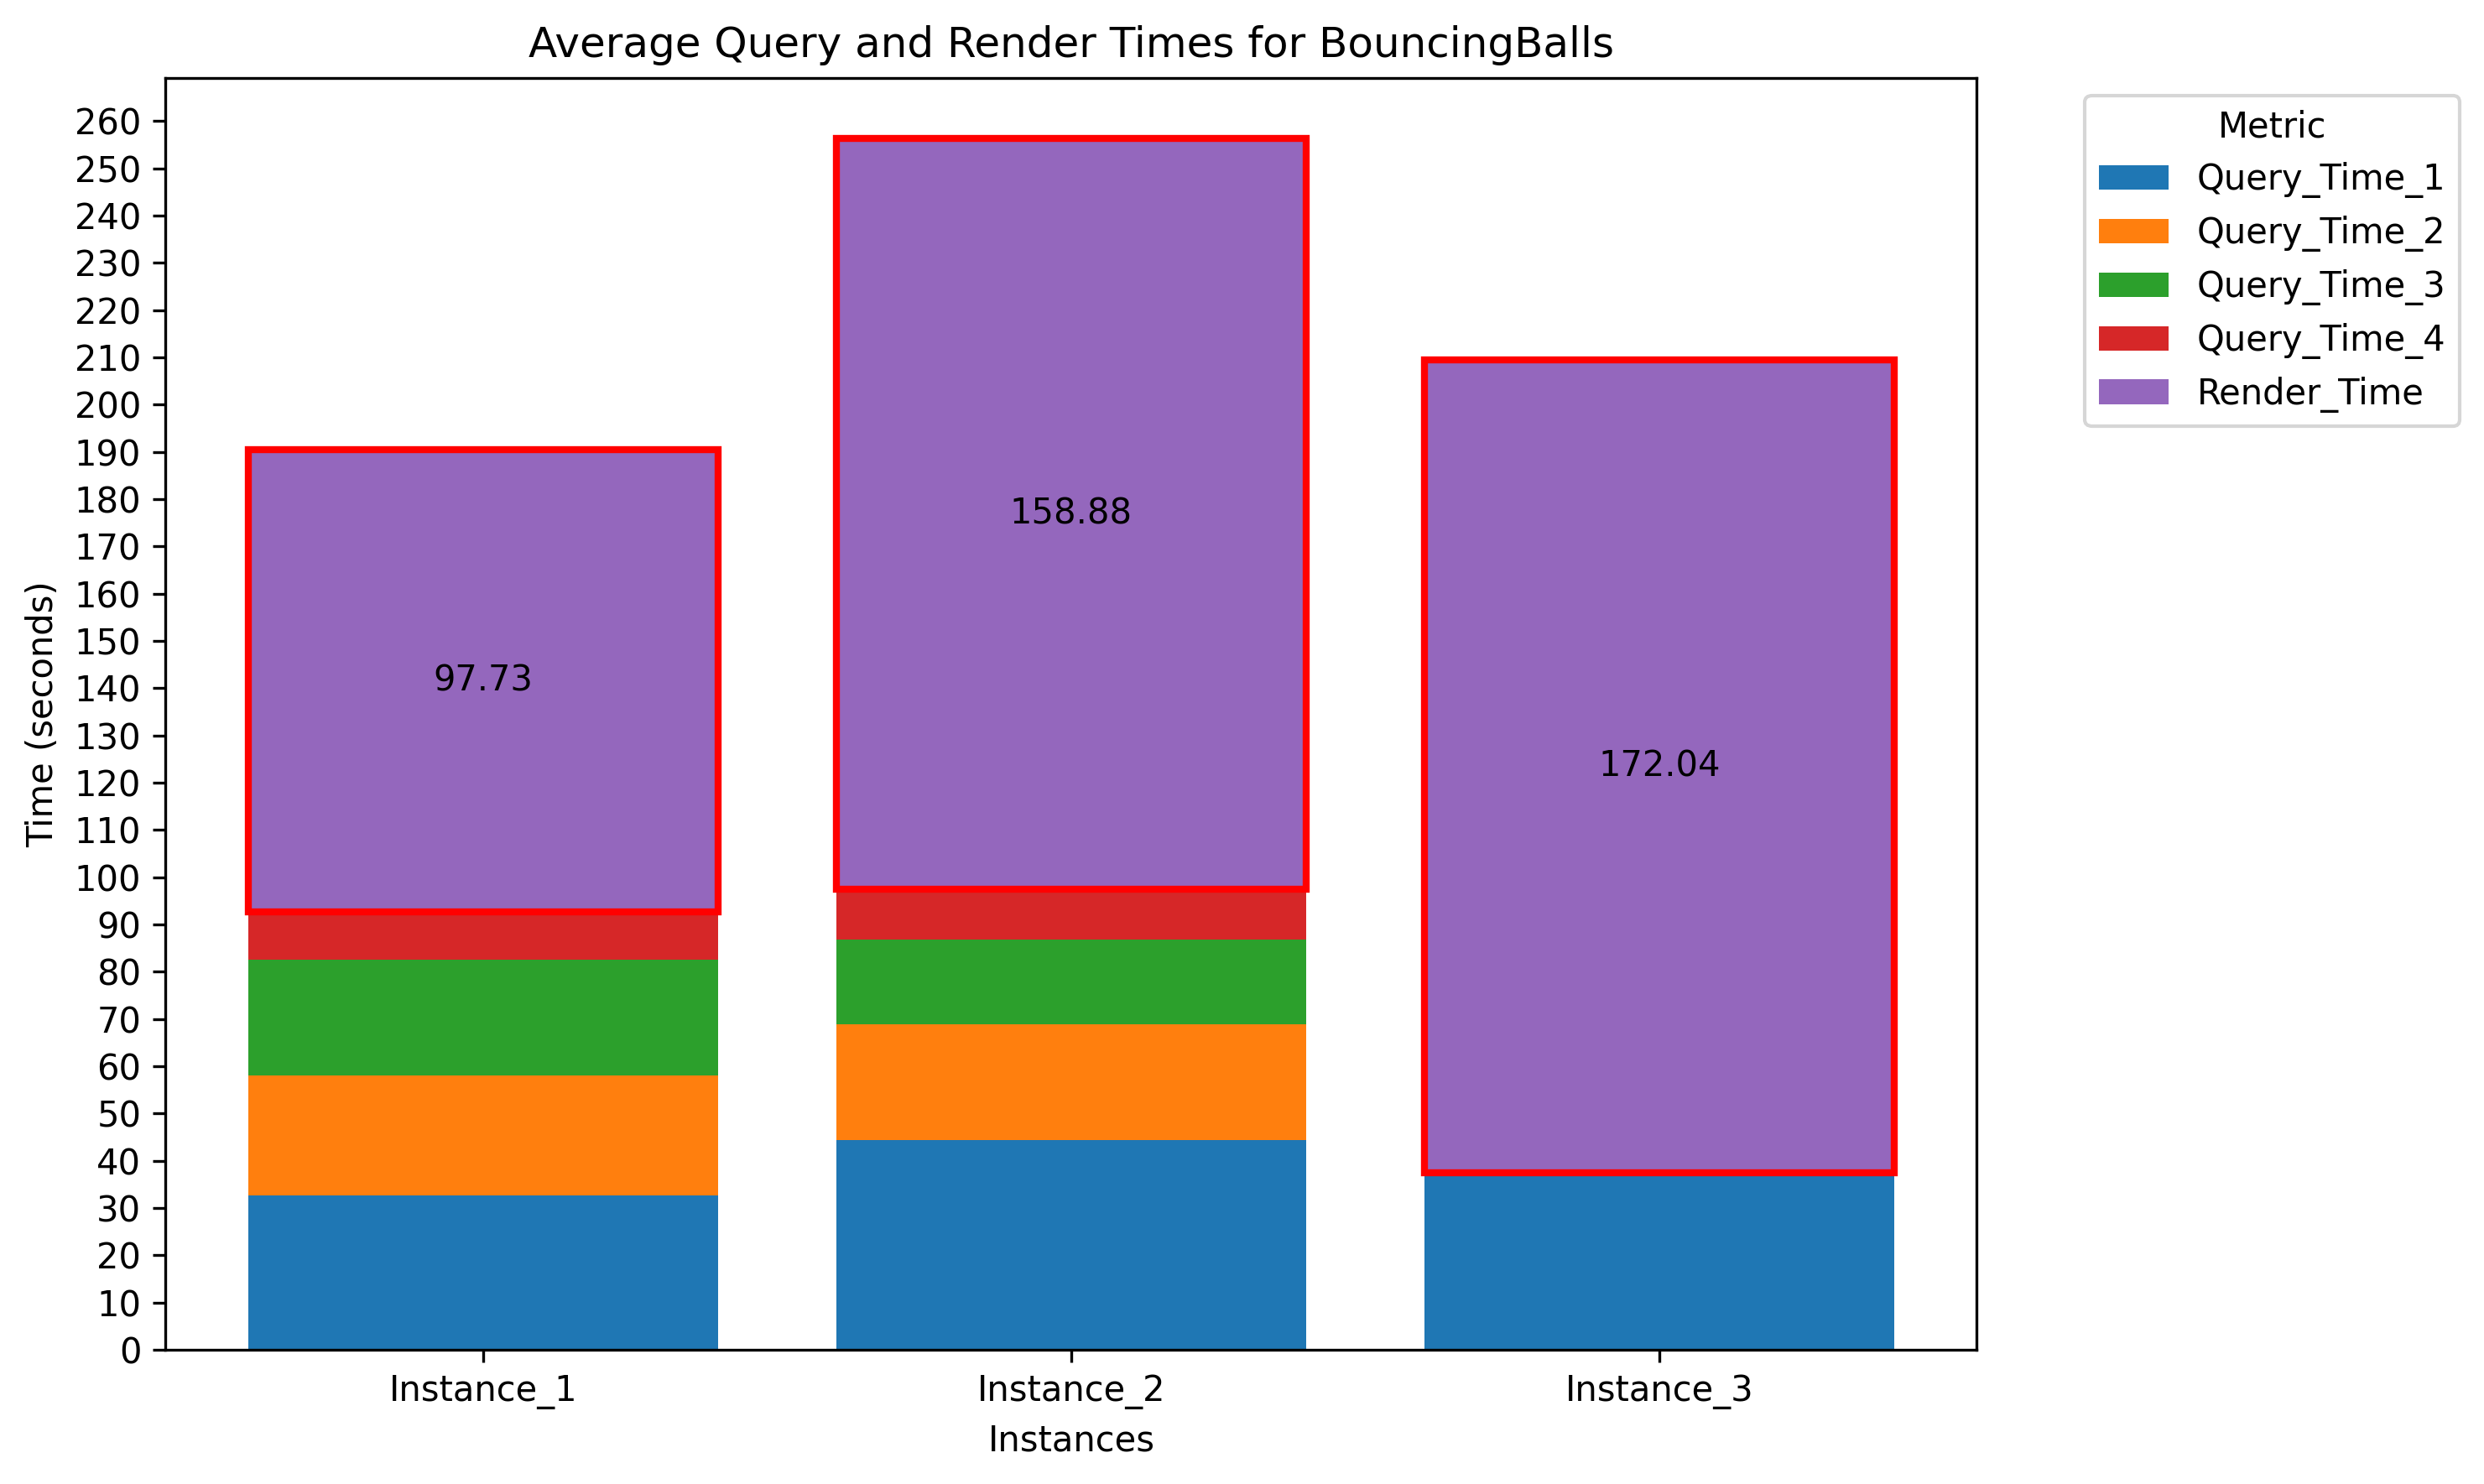 Average Query and Render Times for BouncingBalls
260
250
240
230
220
210
200
190
180
170
160
150
140
130
120
110
100
90
80
70
60
50
40
30
20
10
0
Time (seconds)
97.73
158.88
172.04
Instance_1
Instance_2
Instance_3
Instances
Metric
Query_Time_1
Query_Time_2
Query_Time_3
Query_Time_4
Render_Time